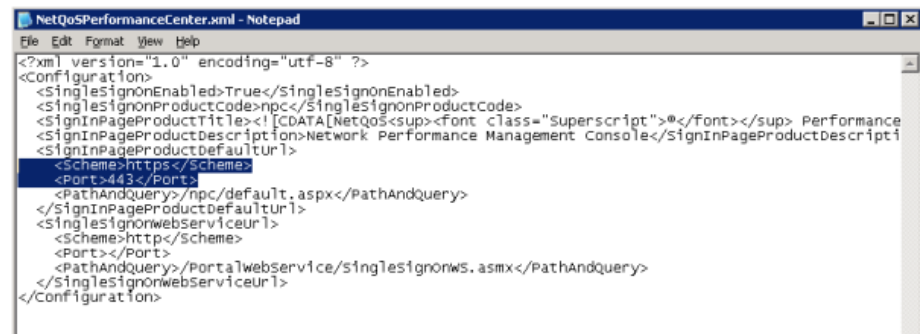 NetQoSPerformanceCenter.xml - Notepad
File Edit Format View Help
<?xml version="1.0" encoding="utf-8" ?>
<Configuration>
  <SingleSignOnEnabled>True</SingleSignOnEnabled>
  <SingleSignOnProductCode>npc</SingleSignOnProductCode>
  <SignInPageProductTitle><![CDATA[NetQoS<sup><font class="Superscript">®</font></sup> Performance
  <SignInPageProductDescription>Network Performance Management Console</SignInPageProductDescripti
  <SignInPageProductDefaultUrl>
    <Scheme>https</Scheme>
    <Port>443</Port>
    <PathAndQuery>/npc/default.aspx</PathAndQuery>
  </SignInPageProductDefaultUrl>
  <SingleSignOnWebServiceUrl>
    <Scheme>http</Scheme>
    <Port></Port>
    <PathAndQuery>/PortalWebService/SingleSignOnWS.asmx</PathAndQuery>
  </SingleSignOnWebServiceUrl>
</Configuration>